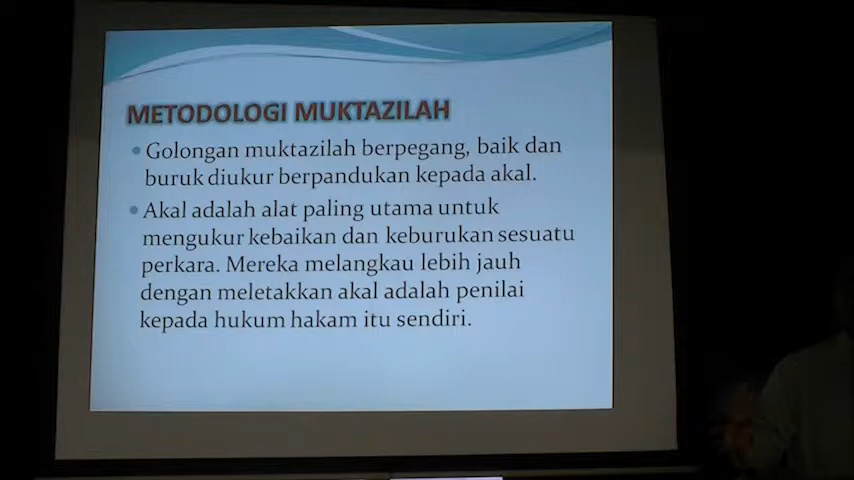 METODOLOGI MUKTAZILAH
Golongan muktazilah berpegang, baik dan
buruk diukur berpandukan kepada akal.
Akal adalah alat paling utama untuk
mengukur kebaikan dan keburukan sesuatu
perkara. Mereka melangkau lebih jauh
dengan meletakkan akal adalah penilai
kepada hukum hakam itu sendiri.